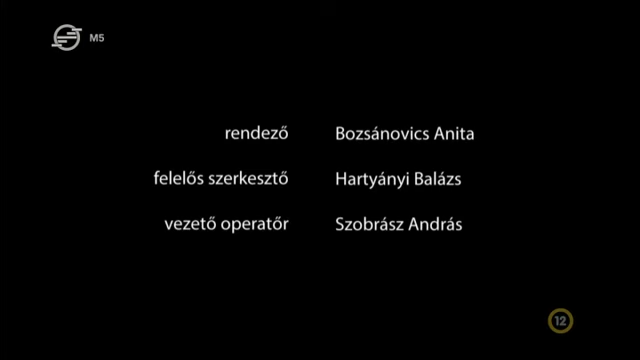 M5
rendező Bozsánovics Anita
felelős szerkesztő Hartyányi Balázs
vezető operatőr Szobrász András
12